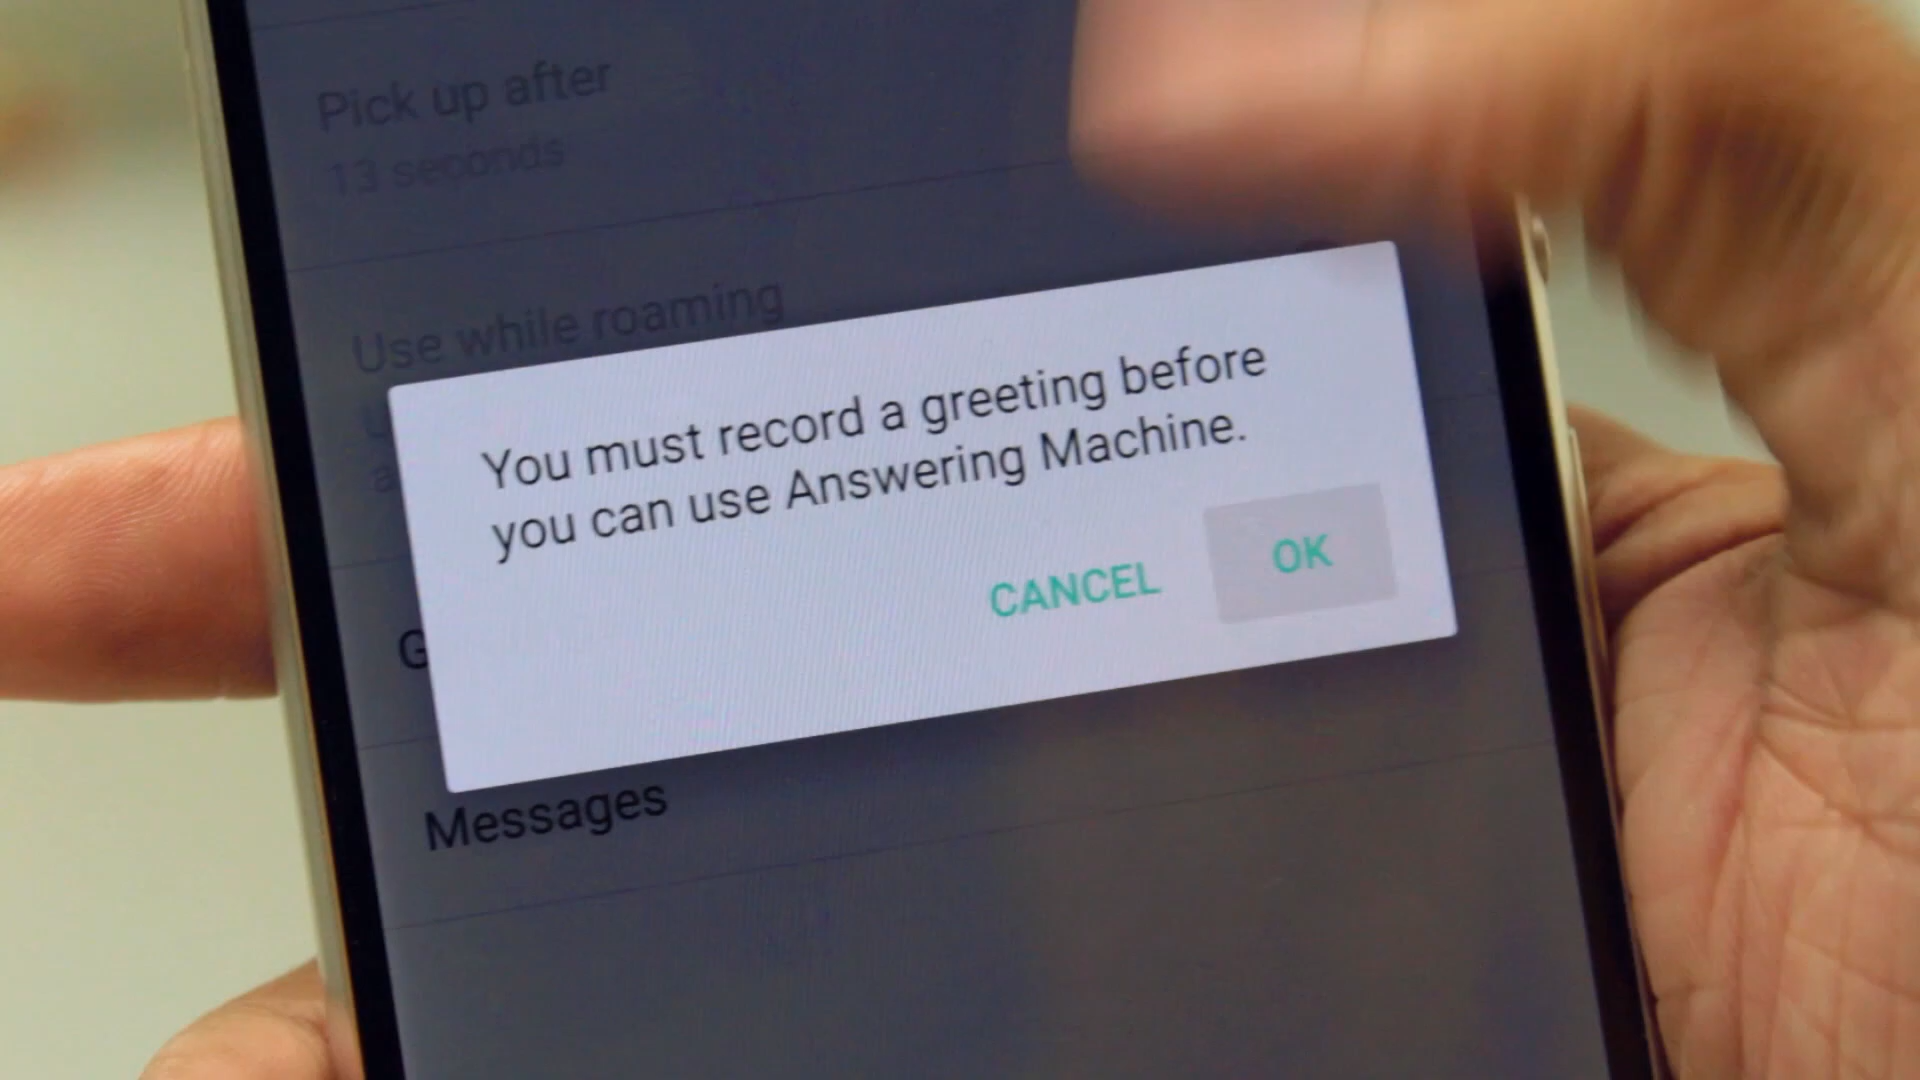 Pick up after
13 seconds
Use while roaming
You must record a greeting before
you can use Answering Machine.
CANCEL
OK
Messages